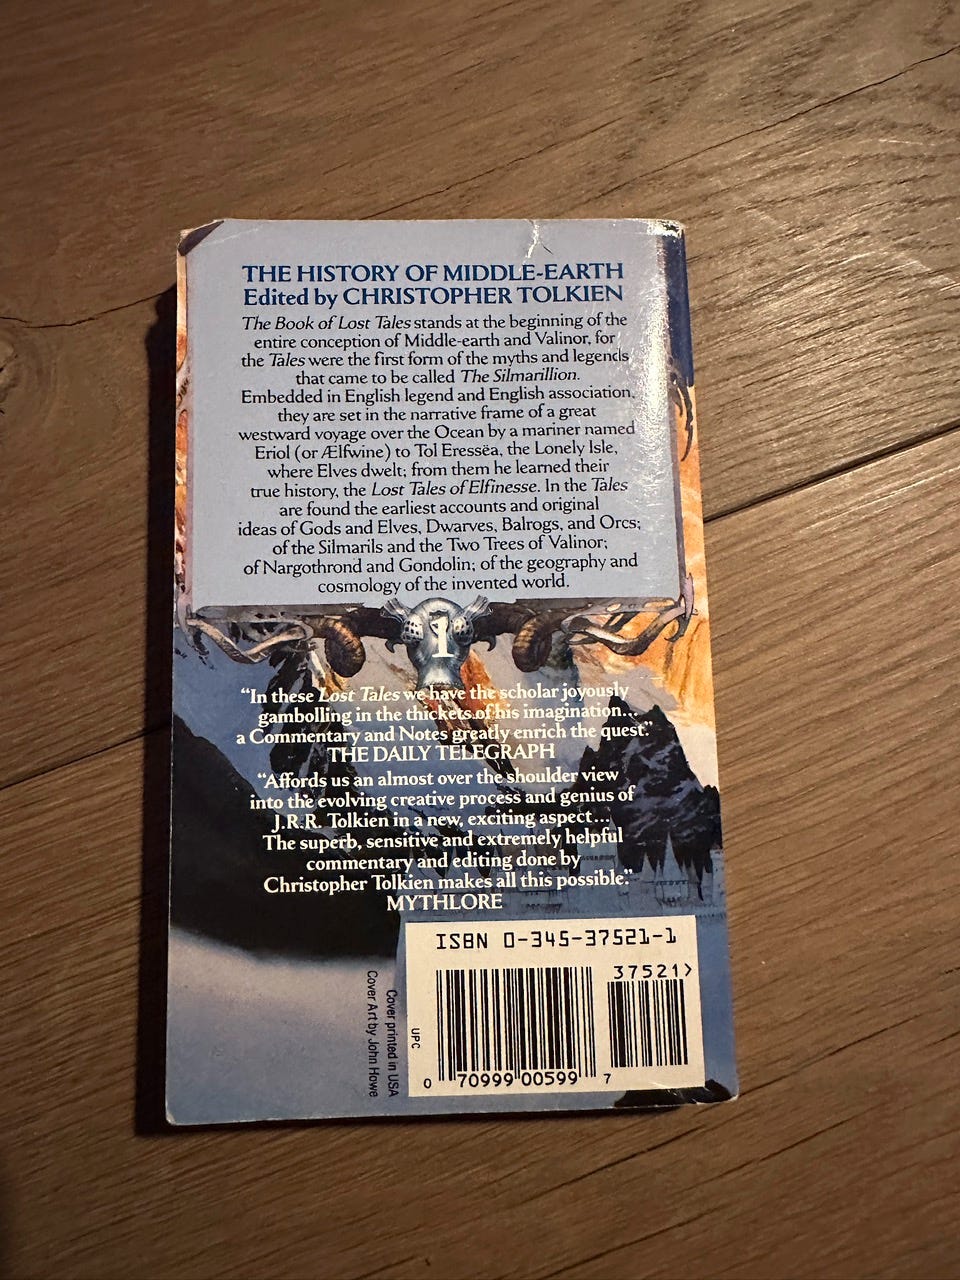 THE HISTORY OF MIDDLE-EARTH
Edited by CHRISTOPHER TOLKIEN
The Book of Lost Tales stands at the beginning of the
entire conception of Middle-earth and Valinor, for
the Tales were the first form of the myths and legends
that came to be called The Silmarillion.
Embedded in English legend and English association,
they are set in the narrative frame of a great
westward voyage over the Ocean by a mariner named
Eriol (or Ælfwine) to Tol Eressëa, the Lonely Isle,
where Elves dwelt; from them he learned their
true history, the Lost Tales of Elfinesse. In the Tales
are found the earliest accounts and original
ideas of Gods and Elves, Dwarves, Balrogs, and Orcs;
of the Silmarils and the Two Trees of Valinor;
of Nargothrond and Gondolin; of the geography and
cosmology of the invented world.
1
“In these Lost Tales we have the scholar joyously
gambolling in the thickets of his imagination...
a Commentary and Notes greatly enrich the quest.”
THE DAILY TELEGRAPH
“Affords us an almost over the shoulder view
into the evolving creative process and genius of
J.R.R. Tolkien in a new, exciting aspect...
The superb, sensitive and extremely helpful
commentary and editing done by
Christopher Tolkien makes all this possible.”
MYTHLORE
ISBN 0-345-37521-1
37521>
UPC
0 70999 00599 7
Cover printed in USA
Cover Art by John Howe